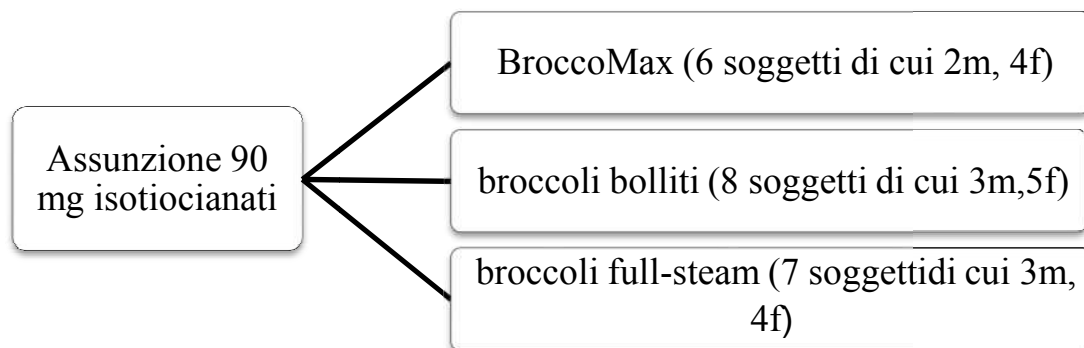 Assunzione 90
mg isotiocianati
BroccoMax (6 soggetti di cui 2m, 4f)
broccoli bolliti (8 soggetti di cui 3m,5f)
broccoli full-steam (7 soggettidi cui 3m,
4f)